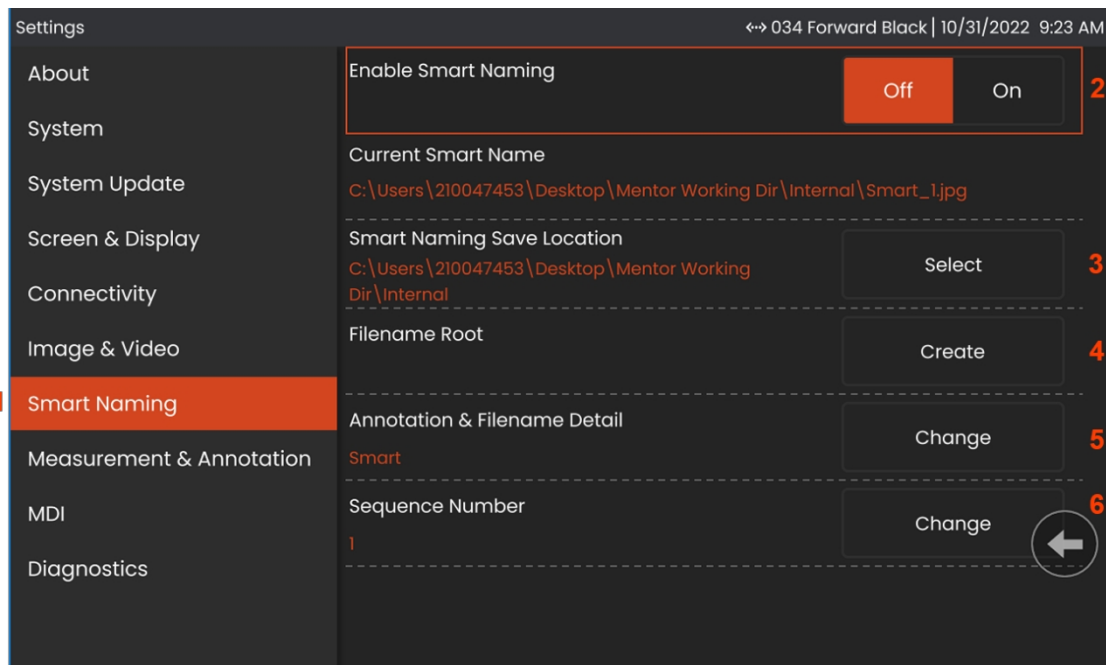 Settings
034 Forward Black | 10/31/2022 9:23 AM
About
System
System Update
Screen & Display
Connectivity
Image & Video
Smart Naming
Measurement & Annotation
MDI
Diagnostics
Enable Smart Naming
Off On
2
Current Smart Name
C:\Users\210047453\Desktop\Mentor Working Dir\Internal\Smart_1.jpg
Smart Naming Save Location
C:\Users\210047453\Desktop\Mentor Working
Dir\Internal
Select
3
Filename Root
Create
4
Annotation & Filename Detail
Smart
Change
5
Sequence Number
1
Change
6